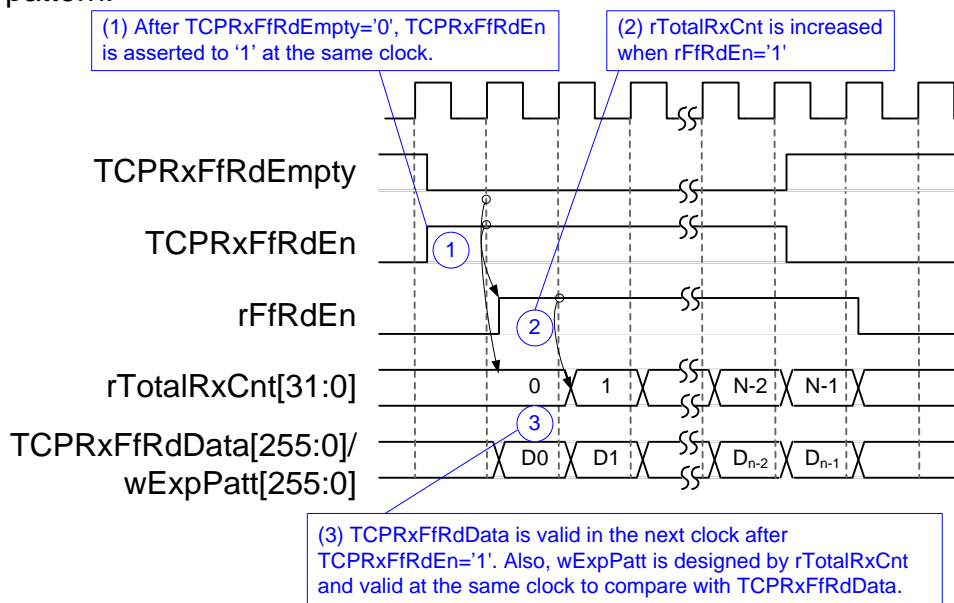 pattern.
(1) After TCPRxFfRdEmpty='0', TCPRxFfRdEn
is asserted to '1' at the same clock.
(2) rTotalRxCnt is increased
when rFfRdEn='1'
TCPRxFfRdEmpty
TCPRxFfRdEn
1
rFfRdEn
2
rTotalRxCnt[31:0]
0 1 N-2 N-1
3
TCPRxFfRdData[255:0]/
wExpPatt[255:0]
D0 D1 Dn-2 Dn-1
(3) TCPRxFfRdData is valid in the next clock after
TCPRxFfRdEn='1'. Also, wExpPatt is designed by rTotalRxCnt
and valid at the same clock to compare with TCPRxFfRdData.